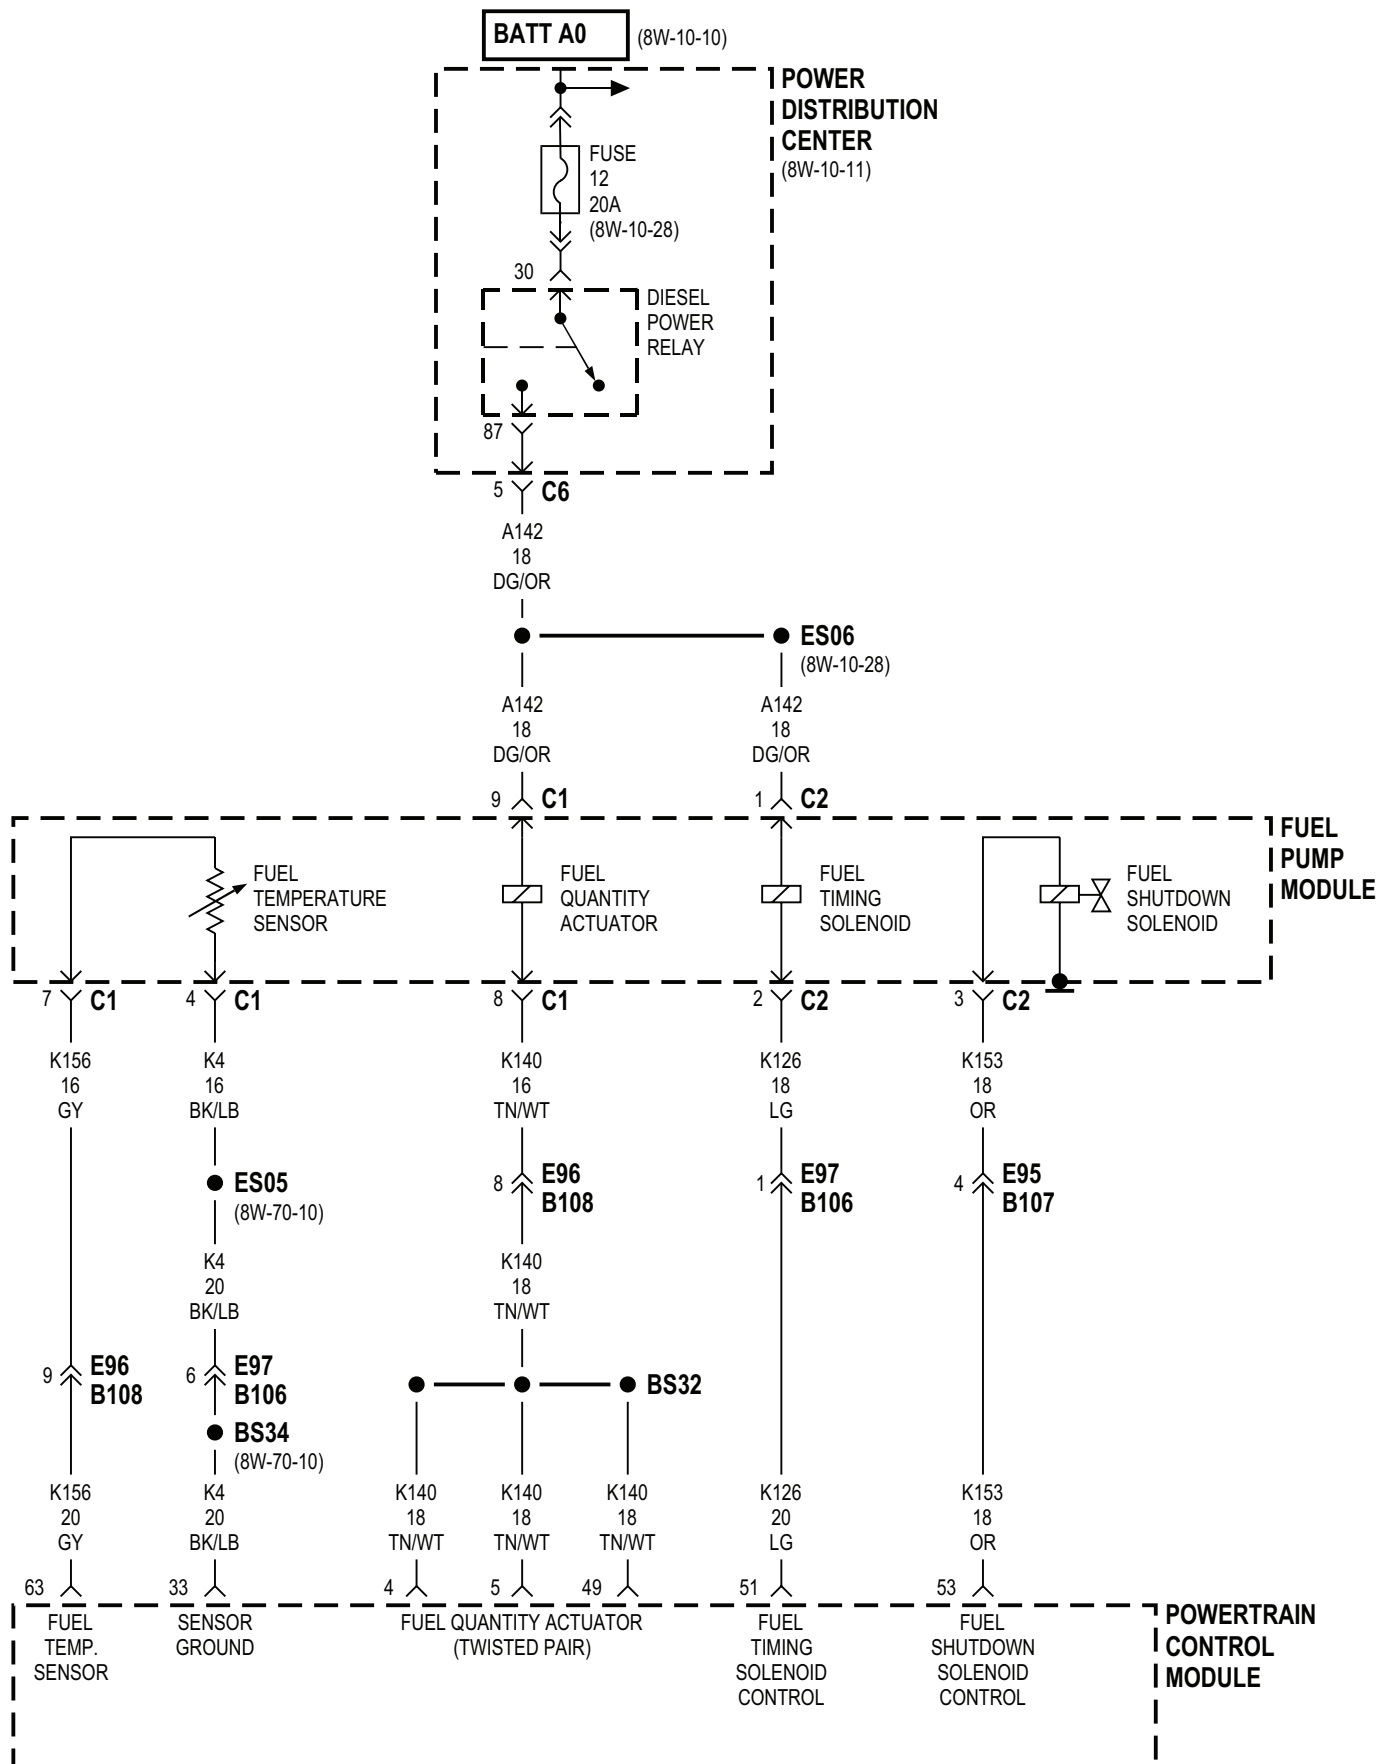 BATT A0 (8W-10-10)
POWER
DISTRIBUTION
CENTER
(8W-10-11)
FUSE
12
20A
(8W-10-28)
30
DIESEL
POWER
RELAY
87
5 C6
A142
18
DG/OR
ES06
(8W-10-28)
A142 A142
18 18
DG/OR DG/OR
9 C1 1 C2
FUEL
PUMP
MODULE
FUEL
TEMPERATURE
SENSOR
FUEL
QUANTITY
ACTUATOR
FUEL
TIMING
SOLENOID
FUEL
SHUTDOWN
SOLENOID
7 C1 4 C1 8 C1 2 C2 3 C2
K156 K4 K140 K126 K153
16 16 16 18 18
GY BK/LB TN/WT LG OR
ES05
(8W-70-10)
8 E96
B108
1 E97
B106
4 E95
B107
K4 K140
20 18
BK/LB TN/WT
9 E96
B108
6 E97
B106
BS32
BS34
(8W-70-10)
K156 K4 K140 K140 K140 K126 K153
20 20 18 18 18 20 18
GY BK/LB TN/WT TN/WT TN/WT LG OR
63 33 4 5 49 51 53
FUEL
TEMP.
SENSOR
SENSOR
GROUND
FUEL QUANTITY ACTUATOR
(TWISTED PAIR)
FUEL
TIMING
SOLENOID
CONTROL
FUEL
SHUTDOWN
SOLENOID
CONTROL
POWERTRAIN
CONTROL
MODULE